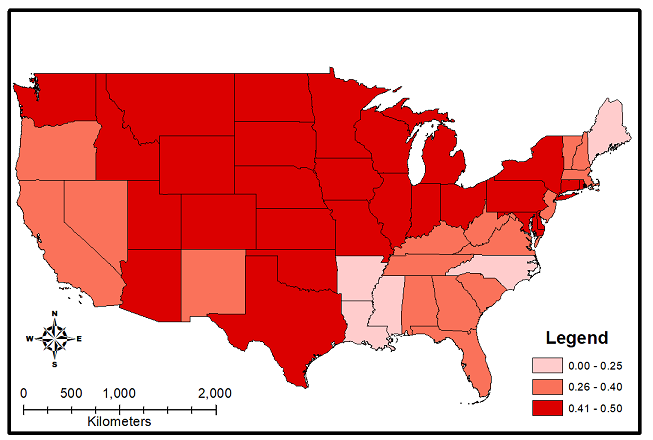 N
W E
S
Legend
0.00 - 0.25
0.26 - 0.40
0.41 - 0.50
0 500 1,000 2,000
Kilometers